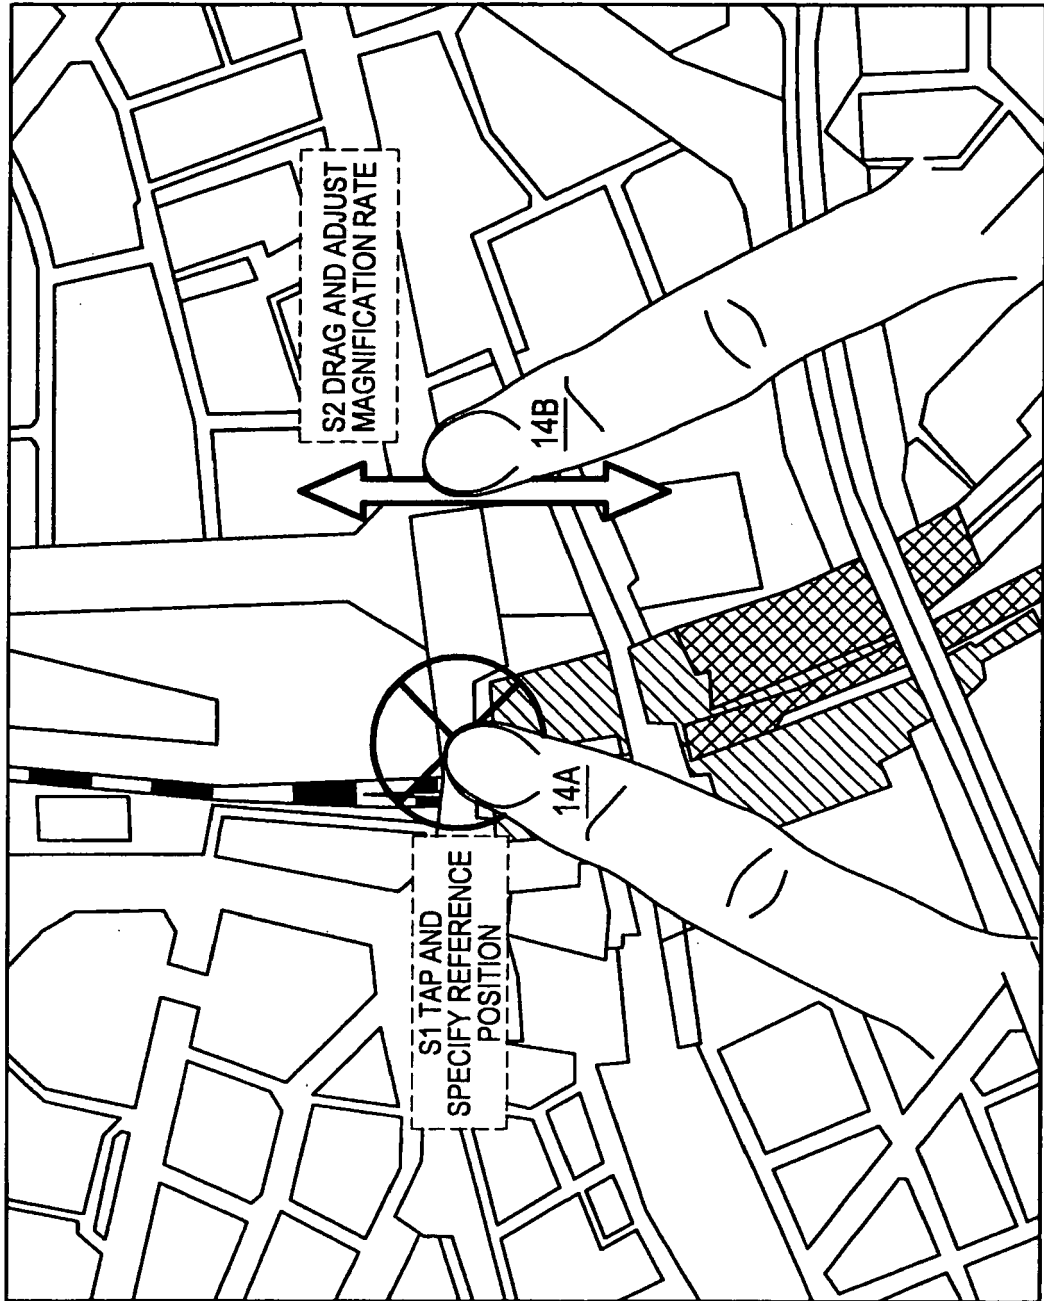 S1 TAP AND
SPECIFY REFERENCE
POSITION
S2 DRAG AND ADJUST
MAGNIFICATION RATE
14A
14B